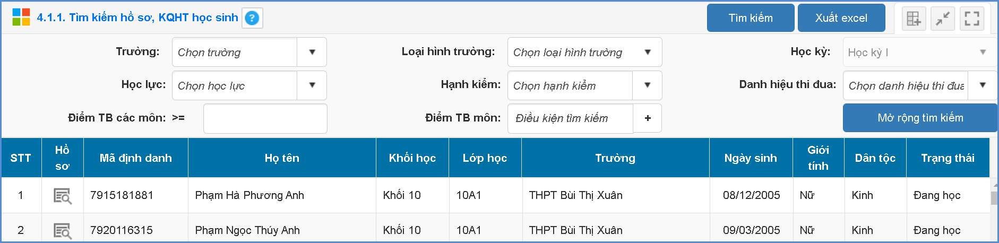 4.1.1. Tìm kiếm hồ sơ, KQHT học sinh ? Tìm kiếm Xuất excel
Trường: Chọn trường Loại hình trường: Chọn loại hình trường Học kỳ: Học kỳ I
Học lực: Chọn học lực Hạnh kiểm: Chọn hạnh kiểm Danh hiệu thi đua: Chọn danh hiệu thi đua
Điểm TB các môn: >= Điểm TB môn: Điều kiện tìm kiếm + Mở rộng tìm kiếm
STT Hồ sơ Mã định danh Họ tên Khối học Lớp học Trường Ngày sinh Giới tính Dân tộc Trạng thái
1 7915181881 Phạm Hà Phương Anh Khối 10 10A1 THPT Bùi Thị Xuân 08/12/2005 Nữ Kinh Đang học
2 7920116315 Phạm Ngọc Thúy Anh Khối 10 10A1 THPT Bùi Thị Xuân 09/03/2005 Nữ Kinh Đang học